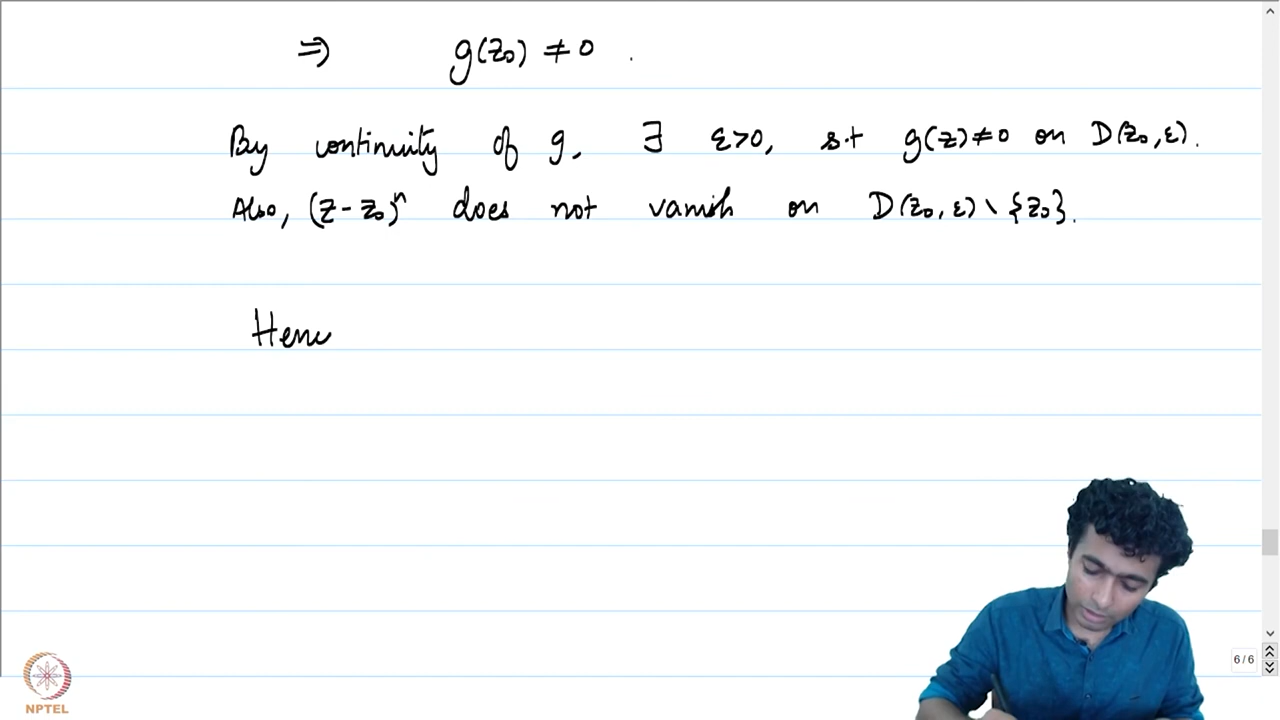 ⇒ g(z₀) ≠ 0 .
By continuity of g, ∃ ε>0, s.t g(z)≠0 on D(z₀,ε).
Also, (z-z₀)ⁿ does not vanish on D(z₀,ε)\{z₀}.
Henc
6/6
NPTEL